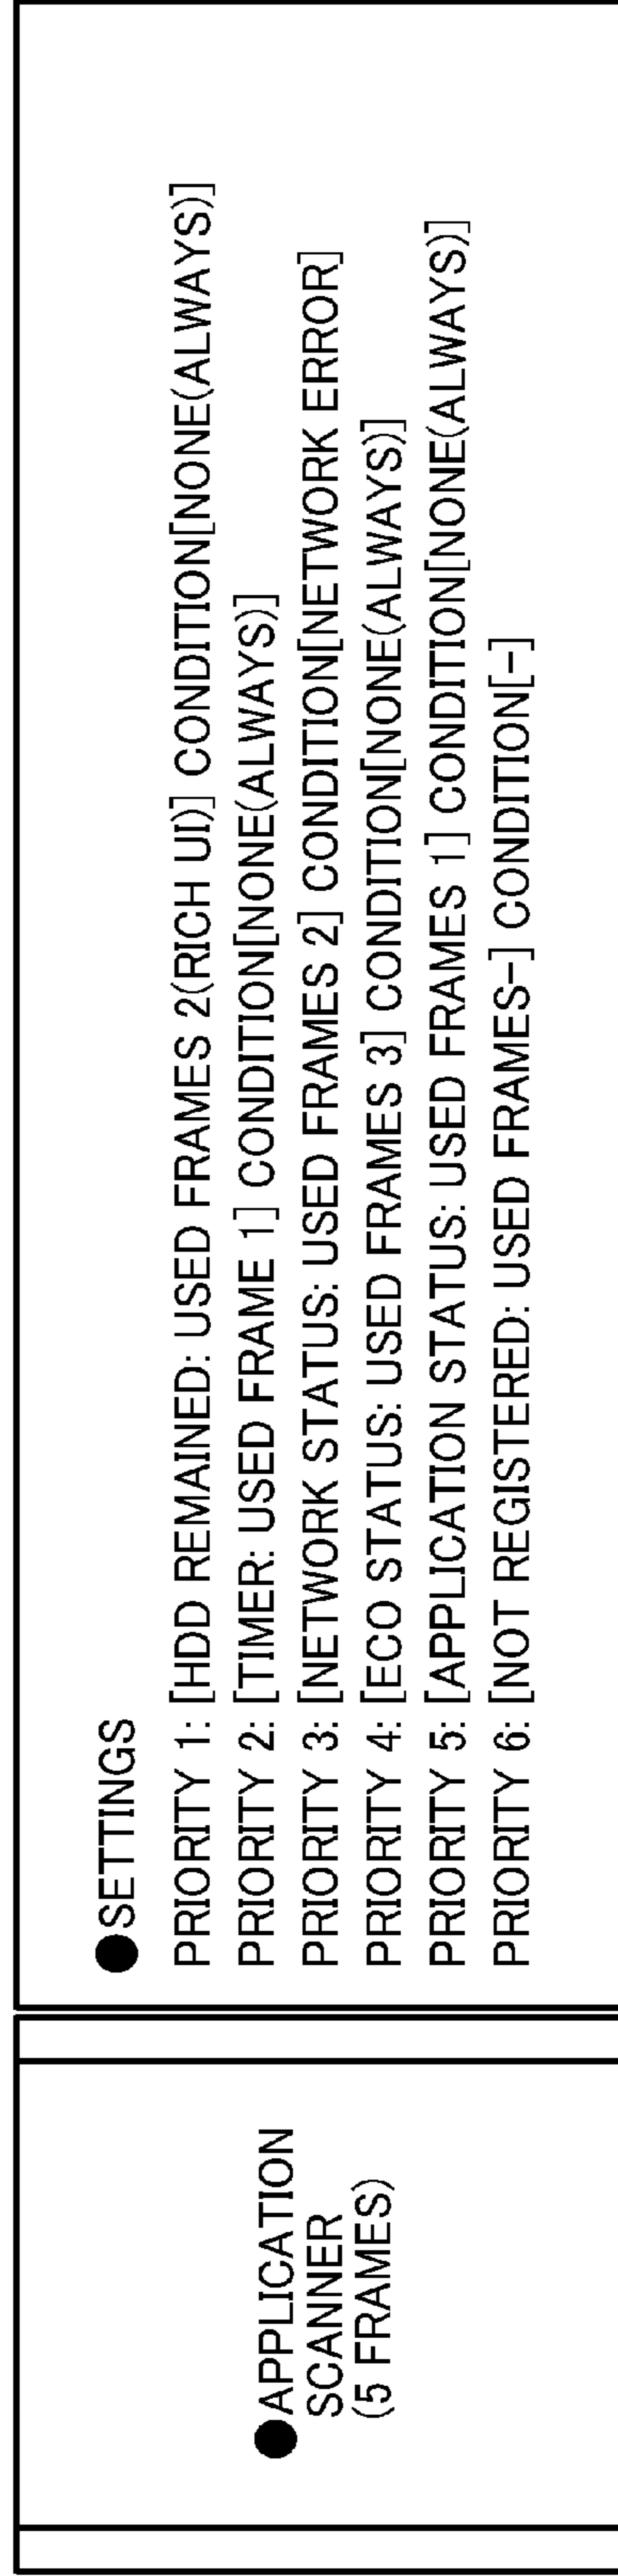 ●APPLICATION
SCANNER
(5 FRAMES)
●SETTINGS
PRIORITY 1: [HDD REMAINED: USED FRAMES 2(RICH UI)] CONDITION[NONE(ALWAYS)]
PRIORITY 2: [TIMER: USED FRAME 1] CONDITION[NONE(ALWAYS)]
PRIORITY 3: [NETWORK STATUS: USED FRAMES 2] CONDITION[NETWORK ERROR]
PRIORITY 4: [ECO STATUS: USED FRAMES 3] CONDITION[NONE(ALWAYS)]
PRIORITY 5: [APPLICATION STATUS: USED FRAMES 1] CONDITION[NONE(ALWAYS)]
PRIORITY 6: [NOT REGISTERED: USED FRAMES-] CONDITION[-]